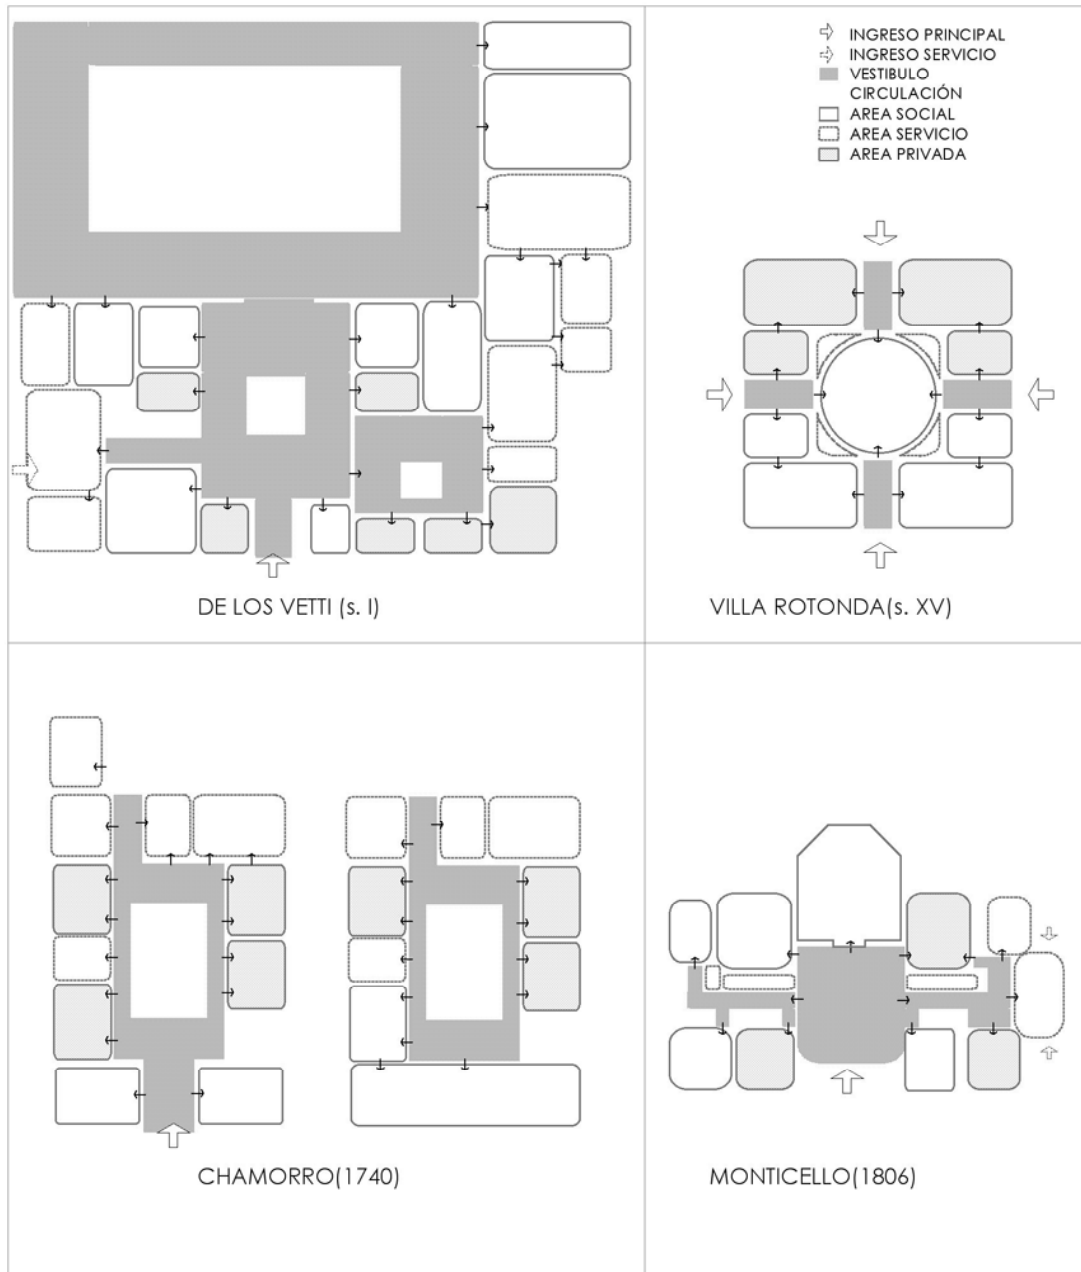 INGRESO PRINCIPAL
INGRESO SERVICIO
VESTIBULO
CIRCULACIÓN
AREA SOCIAL
AREA SERVICIO
AREA PRIVADA
DE LOS VETTI (s. I)
VILLA ROTONDA(s. XV)
CHAMORRO(1740)
MONTICELLO(1806)